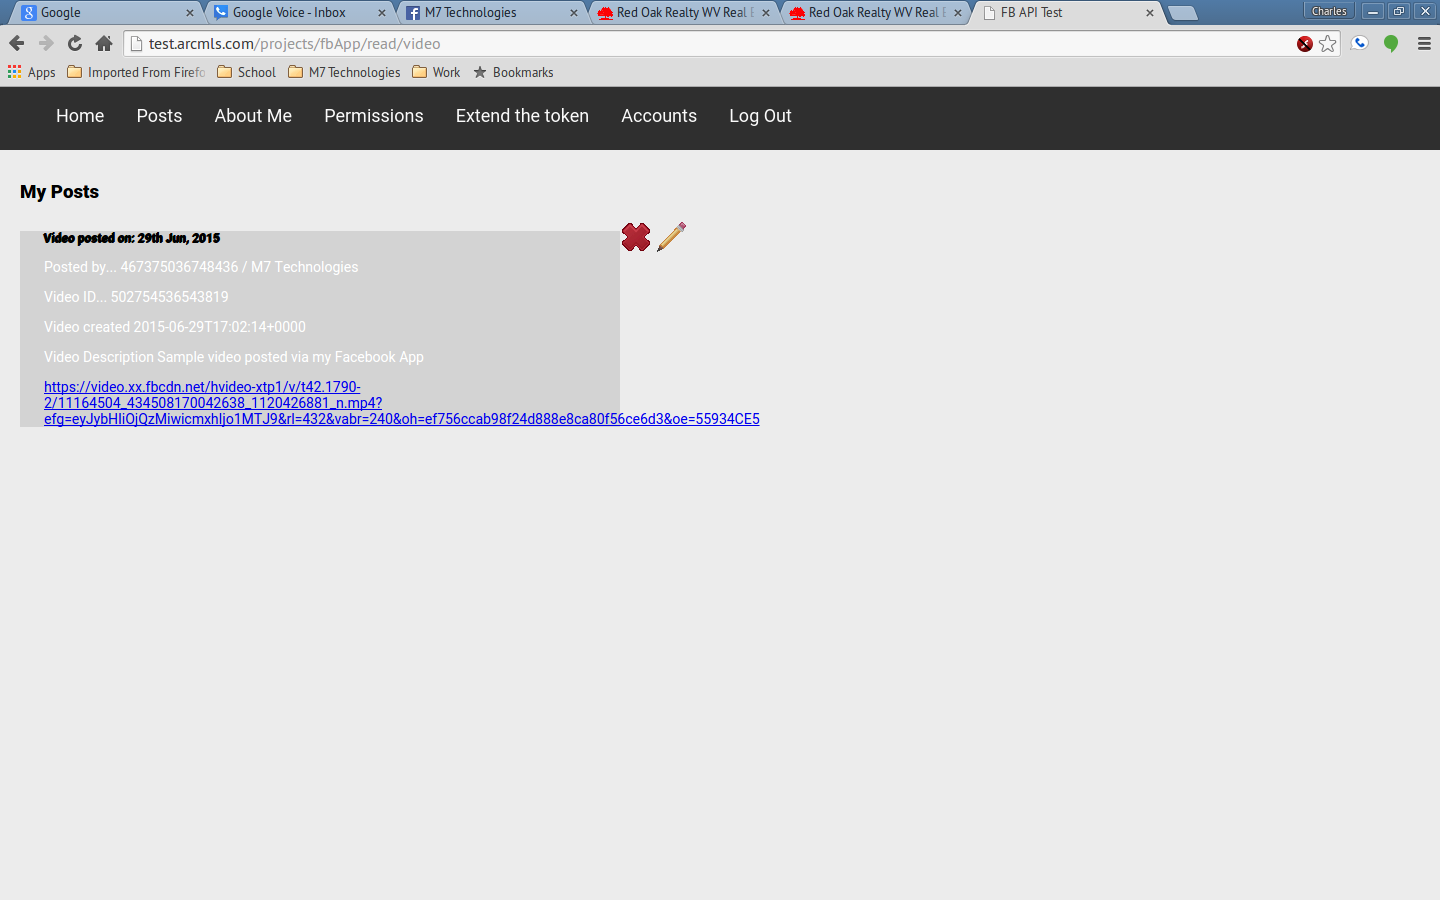 Google
Google Voice - Inbox
M7 Technologies
Red Oak Realty WV Real E
Red Oak Realty WV Real E
FB API Test
Charles
test.arcmls.com/projects/fbApp/read/video
Apps
Imported From Firefo
School
M7 Technologies
Work
Bookmarks
Home
Posts
About Me
Permissions
Extend the token
Accounts
Log Out
My Posts
Video posted on: 29th Jun, 2015
Posted by... 467375036748436 / M7 Technologies
Video ID... 502754536543819
Video created 2015-06-29T17:02:14+0000
Video Description Sample video posted via my Facebook App
https://video.xx.fbcdn.net/hvideo-xtp1/v/t42.1790-
2/11164504_434508170042638_1120426881_n.mp4?
efg=eyJybHIiOjQzMiwicmxhIjo1MTJ9&rl=432&vabr=240&oh=ef756ccab98f24d888e8ca80f56ce6d3&oe=55934CE5